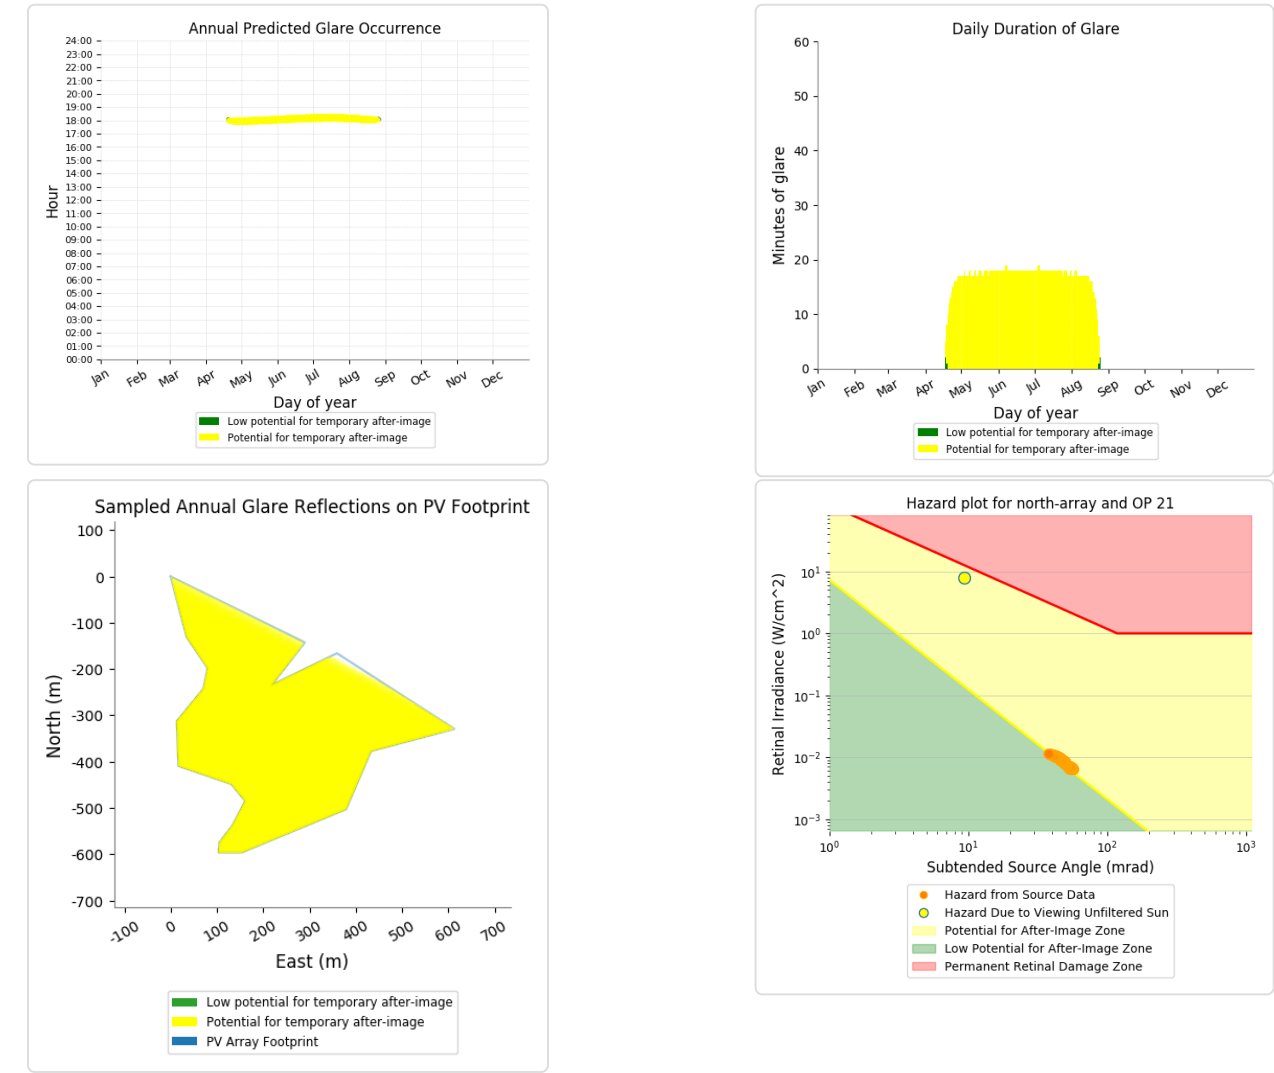 Annual Predicted Glare Occurrence
24:00
23:00
22:00
21:00
20:00
19:00
18:00
17:00
16:00
15:00
14:00
13:00
12:00
11:00
10:00
09:00
08:00
07:00
06:00
05:00
04:00
03:00
02:00
01:00
00:00
Hour
Jan Feb Mar Apr May Jun Jul Aug Sep Oct Nov Dec
Day of year
Low potential for temporary after-image
Potential for temporary after-image
Daily Duration of Glare
60
50
40
30
20
10
0
Minutes of glare
Jan Feb Mar Apr May Jun Jul Aug Sep Oct Nov Dec
Day of year
Low potential for temporary after-image
Potential for temporary after-image
Sampled Annual Glare Reflections on PV Footprint
100
0
-100
-200
-300
-400
-500
-600
-700
North (m)
-100 0 100 200 300 400 500 600 700
East (m)
Low potential for temporary after-image
Potential for temporary after-image
PV Array Footprint
Hazard plot for north-array and OP 21
10¹
10⁰
10⁻¹
10⁻²
10⁻³
Retinal Irradiance (W/cm^2)
10⁰ 10¹ 10² 10³
Subtended Source Angle (mrad)
Hazard from Source Data
Hazard Due to Viewing Unfiltered Sun
Potential for After-Image Zone
Low Potential for After-Image Zone
Permanent Retinal Damage Zone